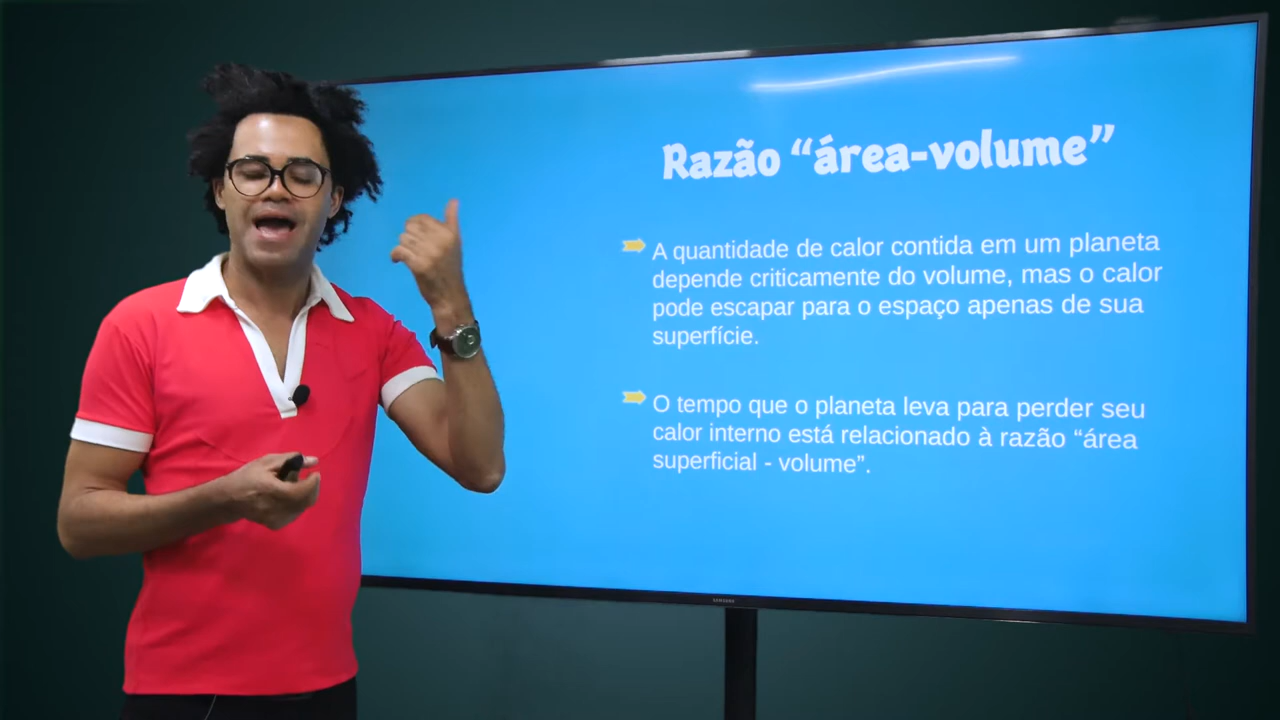 Razão “área-volume”
A quantidade de calor contida em um planeta
depende criticamente do volume, mas o calor
pode escapar para o espaço apenas de sua
superfície.
O tempo que o planeta leva para perder seu
calor interno está relacionado à razão “área
superficial - volume”.
SAMSUNG